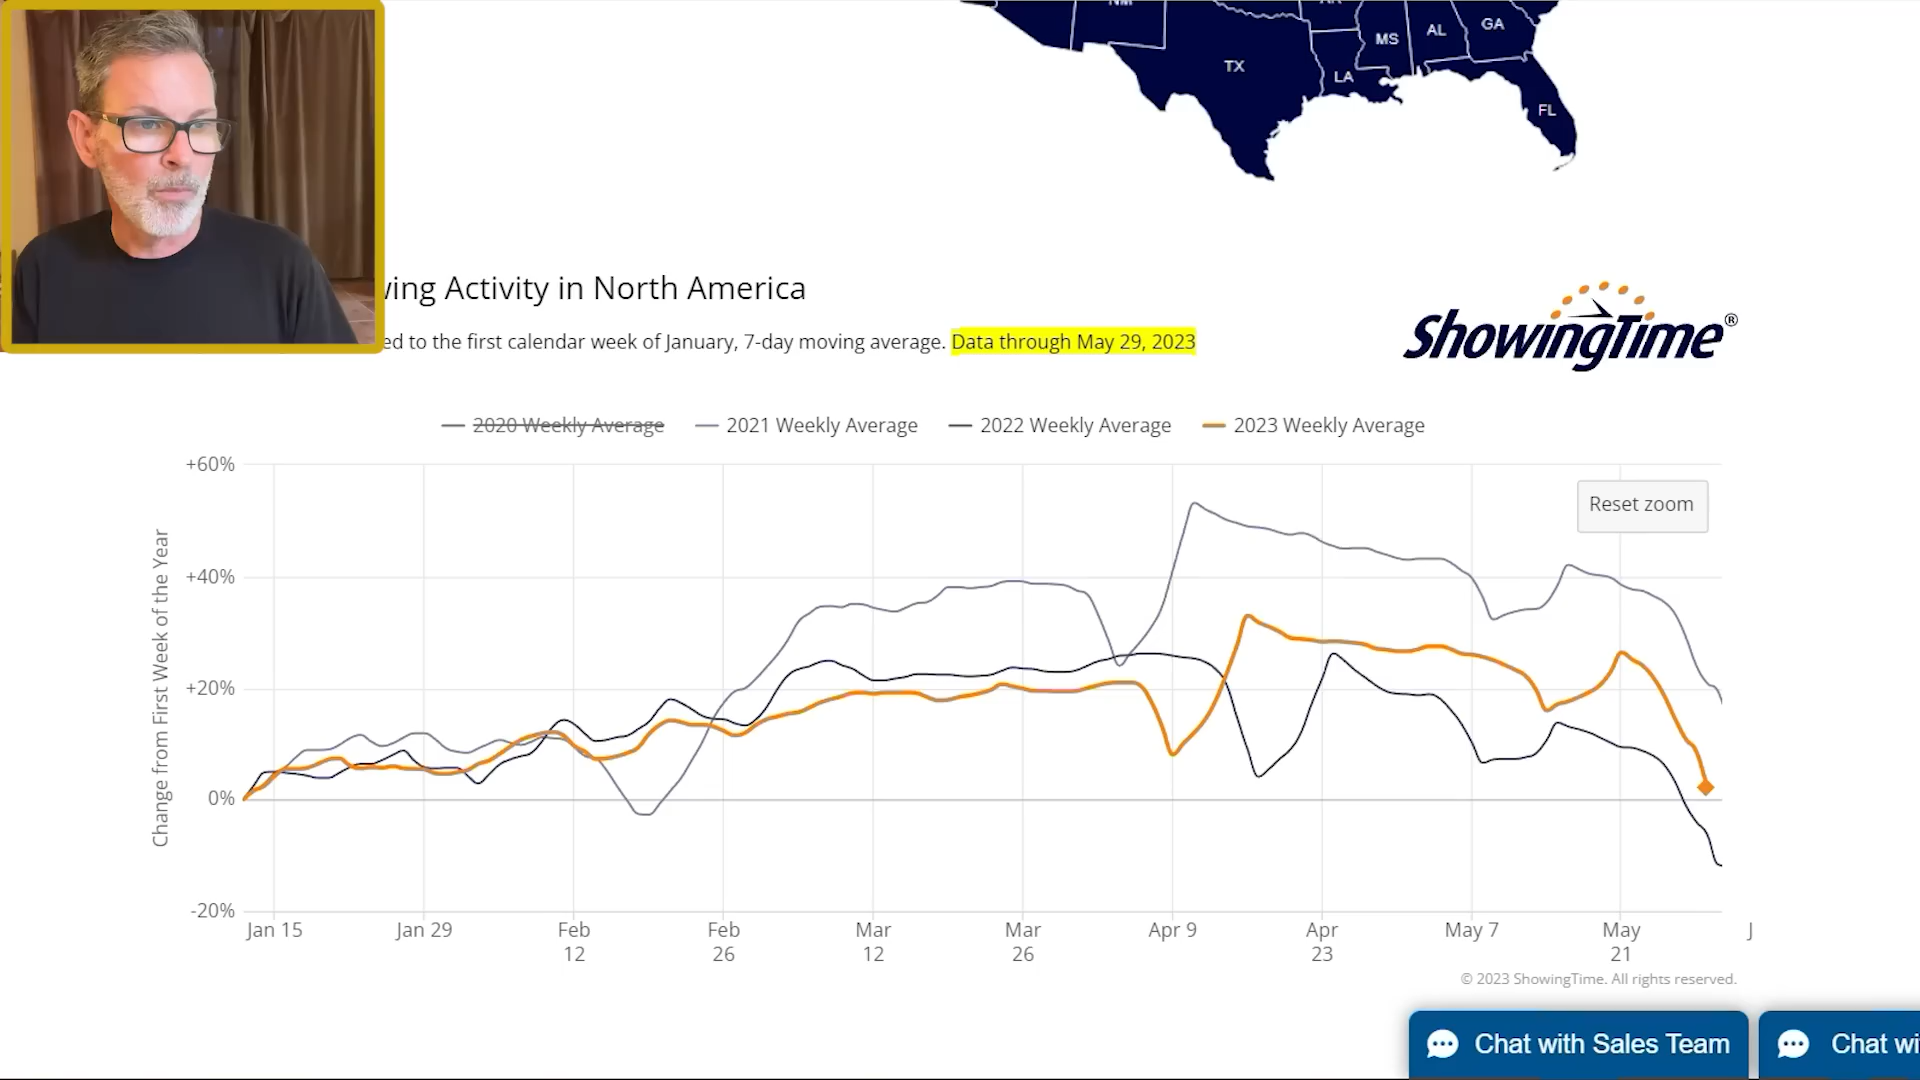 TX
LA
MS
AL
GA
FL
wing Activity in North America
ed to the first calendar week of January, 7-day moving average. Data through May 29, 2023
ShowingTime®
2020 Weekly Average
2021 Weekly Average
2022 Weekly Average
2023 Weekly Average
Reset zoom
Change from First Week of the Year
+60%
+40%
+20%
0%
-20%
Jan 15
Jan 29
Feb
12
Feb
26
Mar
12
Mar
26
Apr 9
Apr
23
May 7
May
21
J
© 2023 ShowingTime. All rights reserved.
Chat with Sales Team
Chat wi